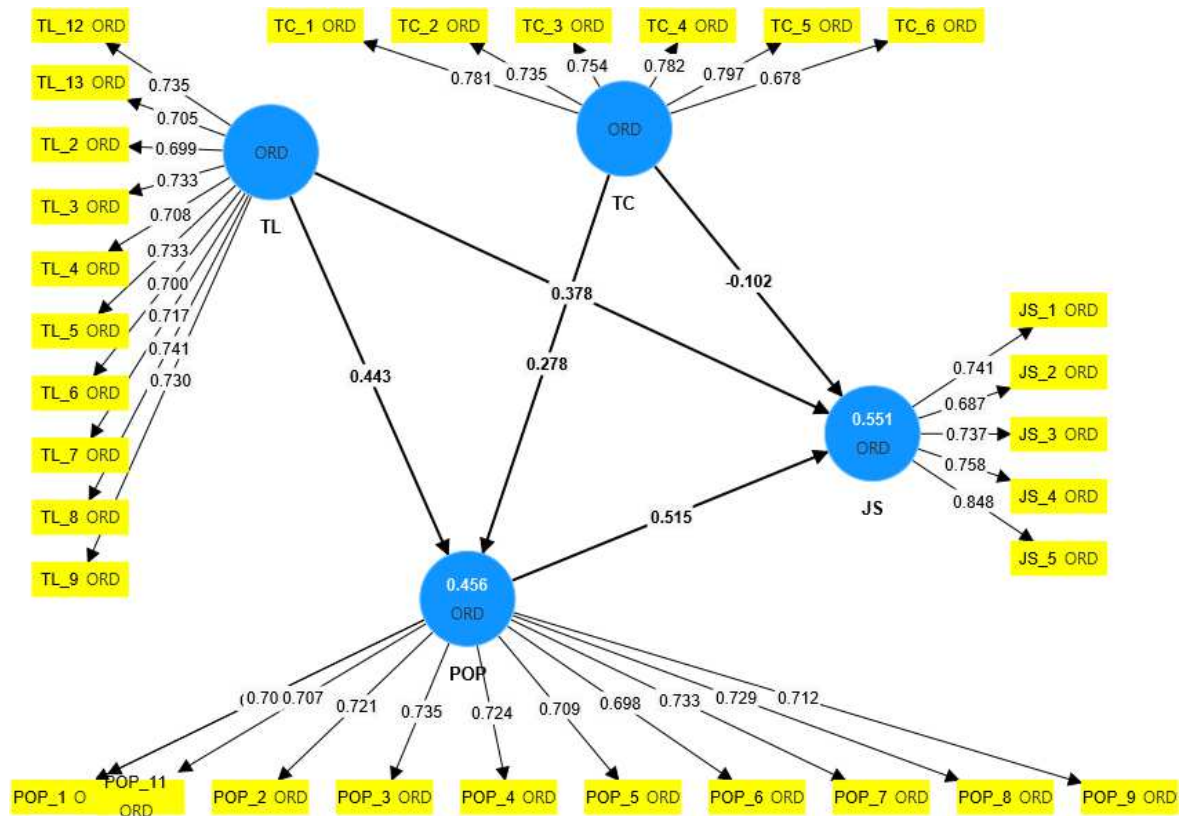 TL_12 ORD
TC_1 ORD
TC_2 ORD
TC_3 ORD
TC_4 ORD
TC_5 ORD
TC_6 ORD
0.781
0.735
0.754
0.782
0.797
0.678
TL_13 ORD
TL_2 ORD
TL_3 ORD
TL_4 ORD
TL_5 ORD
TL_6 ORD
TL_7 ORD
TL_8 ORD
TL_9 ORD
0.735
0.705
0.699
0.733
0.708
0.733
0.700
0.717
0.741
0.730
ORD
TL
ORD
TC
0.378
-0.102
0.443
0.278
0.515
0.551
ORD
JS
0.741
0.687
0.737
0.758
0.848
JS_1 ORD
JS_2 ORD
JS_3 ORD
JS_4 ORD
JS_5 ORD
0.456
ORD
POP
0.707
0.721
0.735
0.724
0.709
0.698
0.733
0.729
0.712
POP_1 O
POP_11
ORD
POP_2 ORD
POP_3 ORD
POP_4 ORD
POP_5 ORD
POP_6 ORD
POP_7 ORD
POP_8 ORD
POP_9 ORD